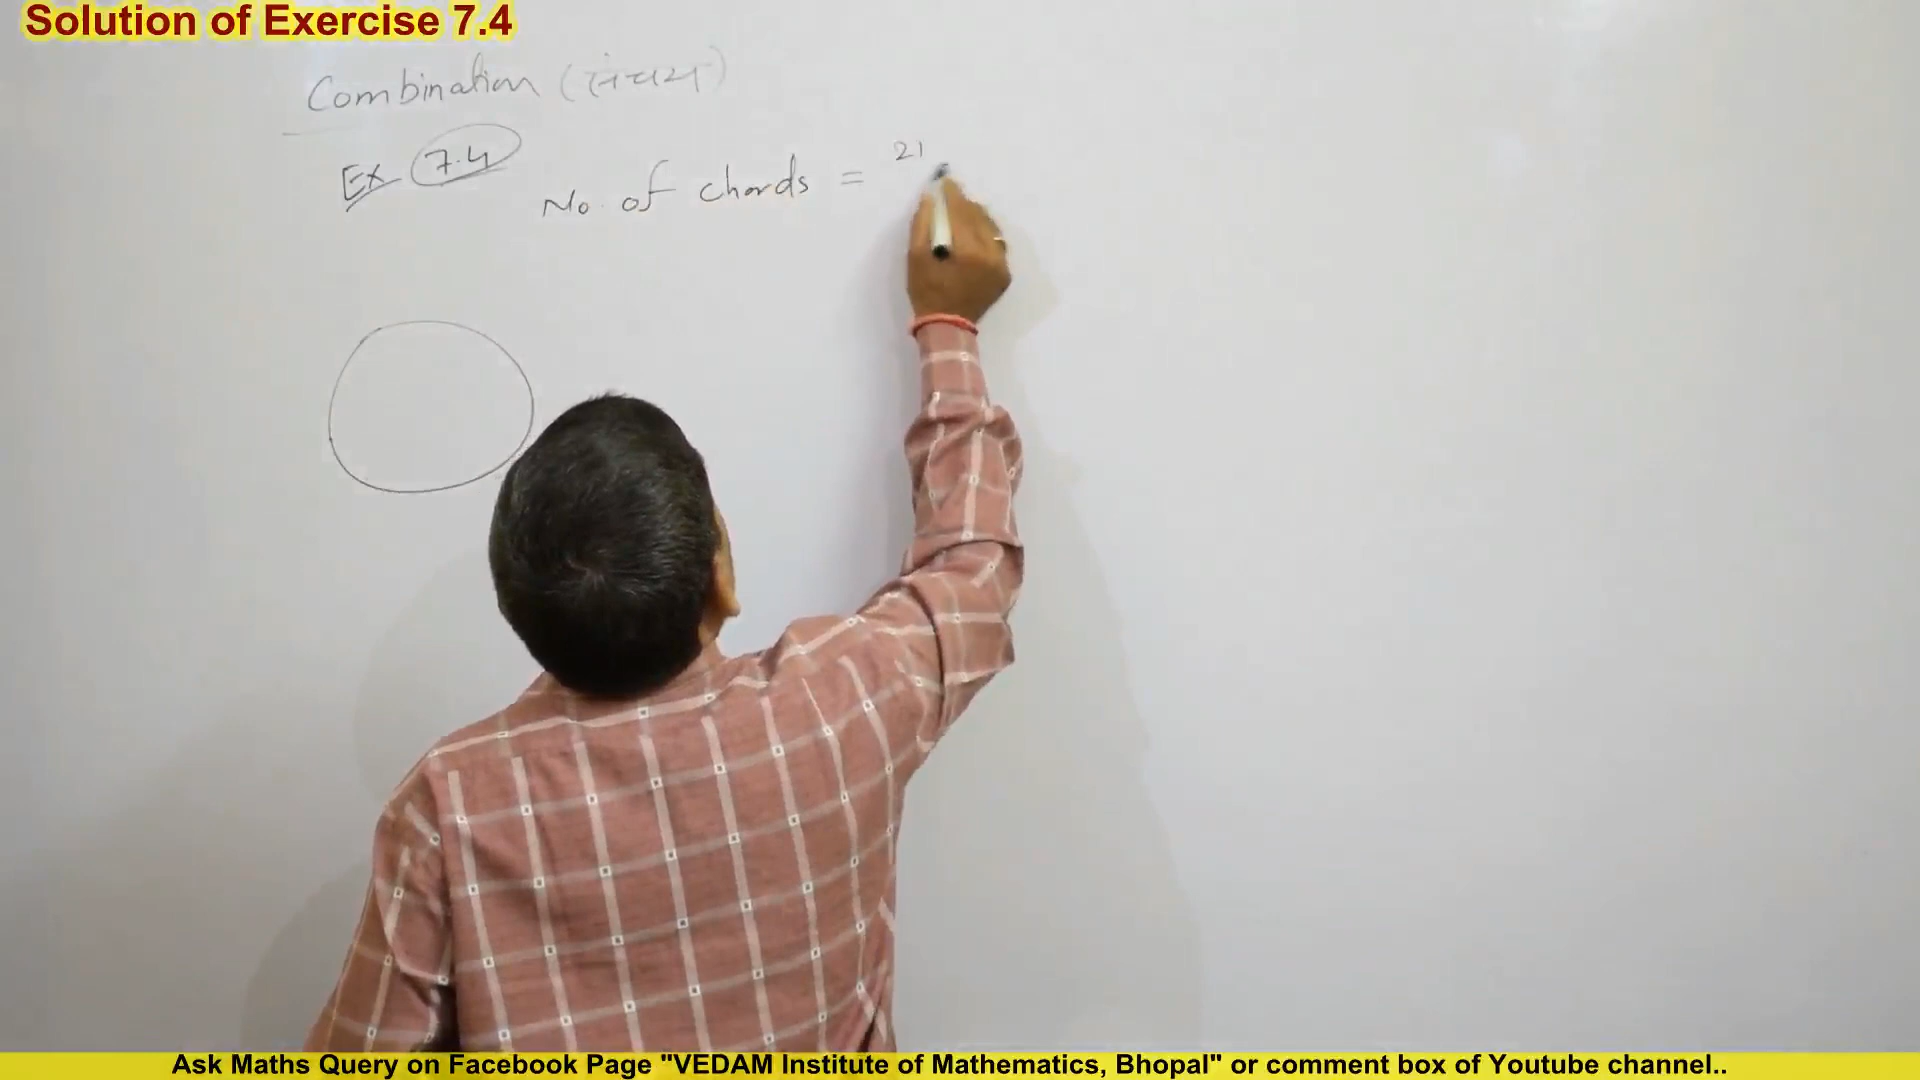 Solution of Exercise 7.4
Combination (संचय)
Ex 7.4
No. of chords = 21
Ask Maths Query on Facebook Page "VEDAM Institute of Mathematics, Bhopal" or comment box of Youtube channel..